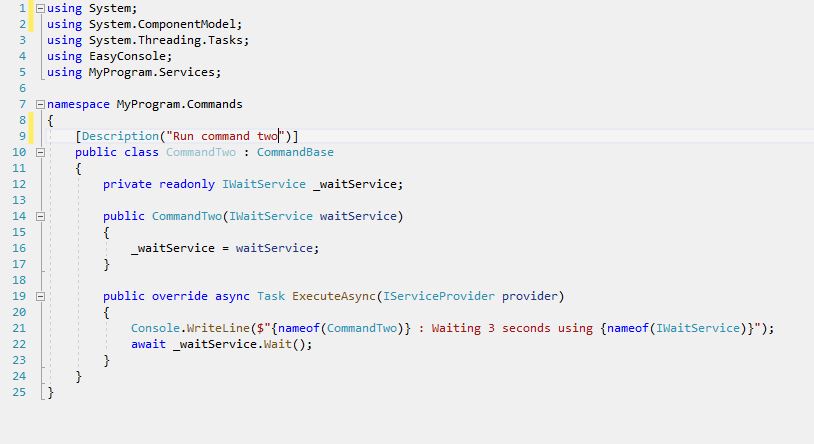 1 using System;
2 using System.ComponentModel;
3 using System.Threading.Tasks;
4 using EasyConsole;
5 using MyProgram.Services;
6
7 namespace MyProgram.Commands
8 {
9     [Description("Run command two")]
10     public class CommandTwo : CommandBase
11     {
12         private readonly IWaitService _waitService;
13
14         public CommandTwo(IWaitService waitService)
15         {
16             _waitService = waitService;
17         }
18
19         public override async Task ExecuteAsync(IServiceProvider provider)
20         {
21             Console.WriteLine($"{nameof(CommandTwo)} : Waiting 3 seconds using {nameof(IWaitService)}");
22             await _waitService.Wait();
23         }
24     }
25 }